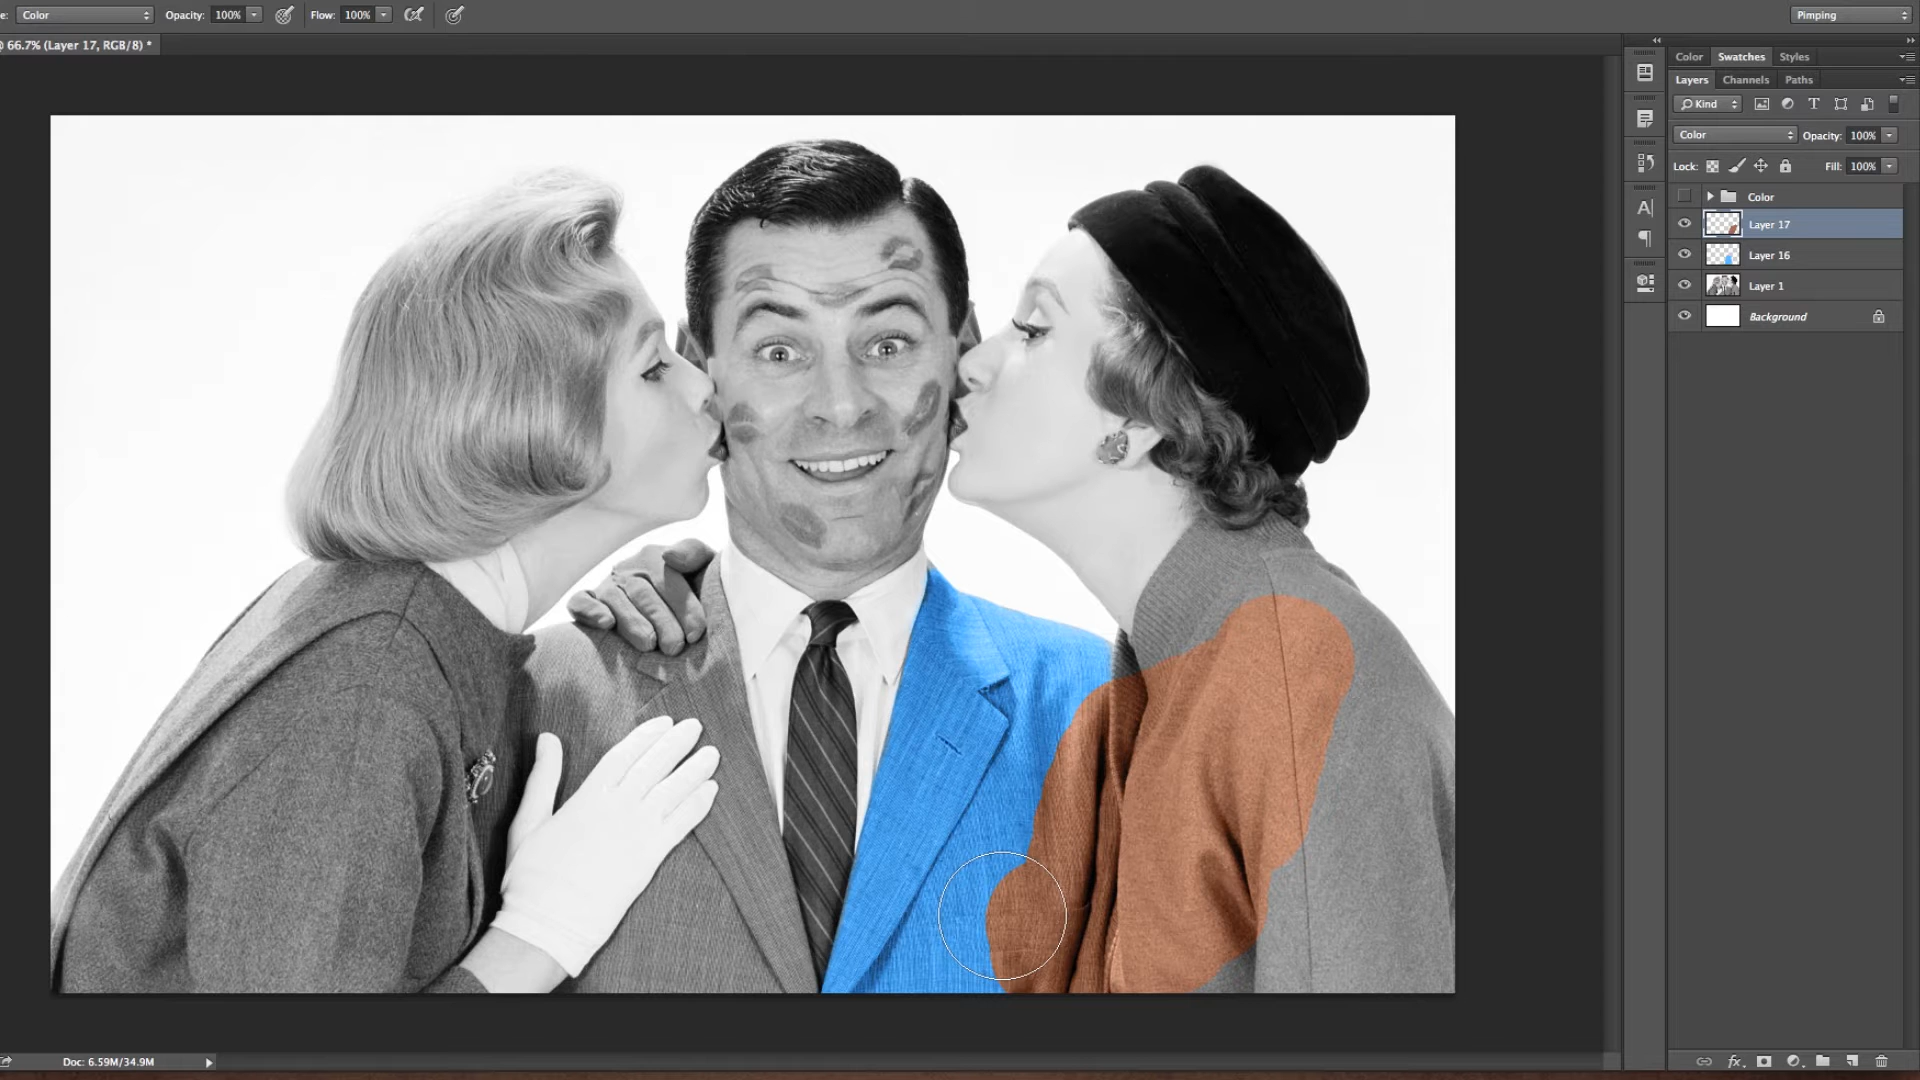 e: Color Opacity: 100% Flow: 100% Pimping
@ 66.7% (Layer 17, RGB/8) *
Color Swatches Styles
Layers Channels Paths
Kind T
Color Opacity: 100%
Lock: Fill: 100%
A
Color
Layer 17
Layer 16
Layer 1
Background
Doc: 6.59M/34.9M
fx